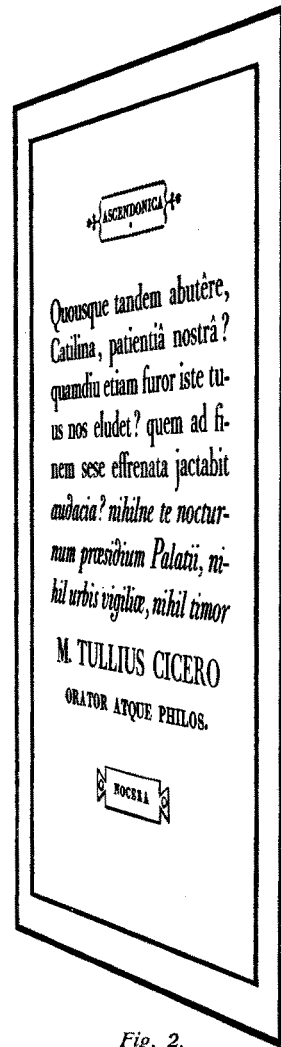 ASCENDONICA
Quousque tandem abutêre,
Catilina, patientiâ nostrâ?
quamdiu etiam furor iste tu-
us nos eludet? quem ad fi-
nem sese effrenata jactabit
audacia? nihilne te noctur-
num præsidium Palatii, ni-
hil urbis vigiliæ, nihil timor
M. TULLIUS CICERO
ORATOR ATQUE PHILOS.
NOCERA
Fig. 2.